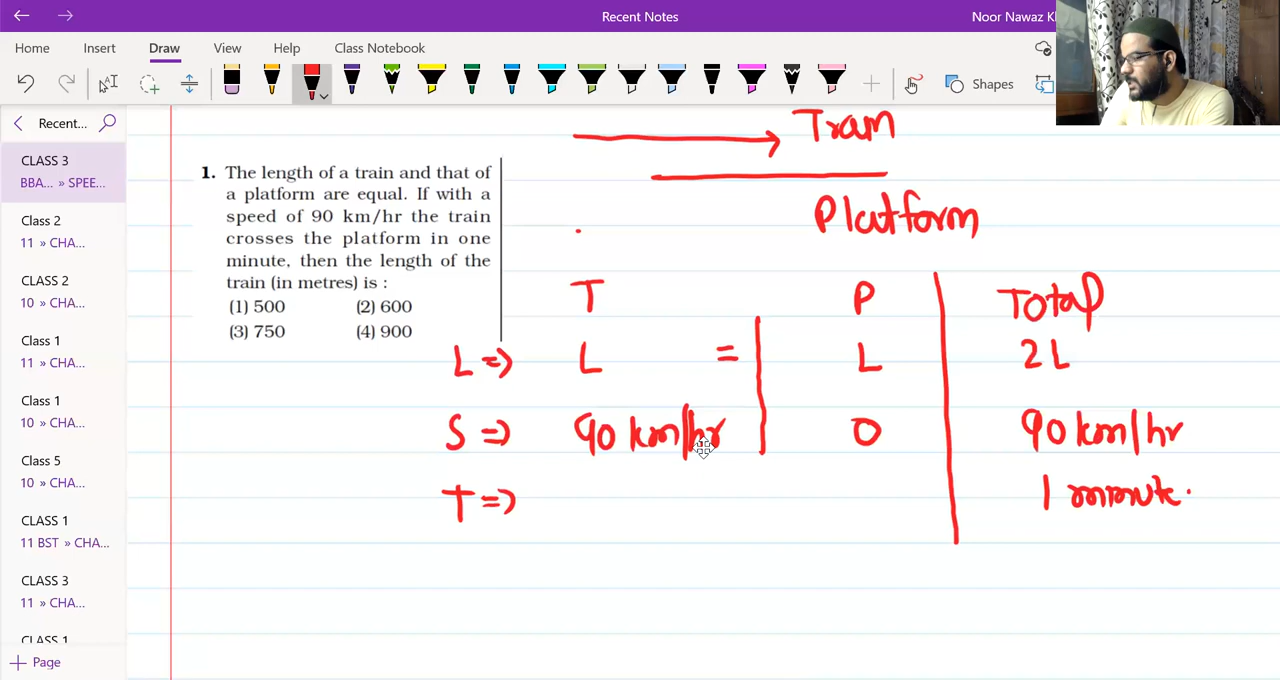 Recent Notes
Noor Nawaz Kh
Home Insert Draw View Help Class Notebook
Shapes
Recent...
CLASS 3
BBA... » SPEE...
Class 2
11 » CHA...
CLASS 2
10 » CHA...
Class 1
11 » CHA...
Class 1
10 » CHA...
Class 5
10 » CHA...
CLASS 1
11 BST » CHA...
CLASS 3
11 » CHA...
CLASS 1
Page
Train
Platform
1. The length of a train and that of
a platform are equal. If with a
speed of 90 km/hr the train
crosses the platform in one
minute, then the length of the
train (in metres) is :
(1) 500 (2) 600
(3) 750 (4) 900
T P Total
L => L = L 2L
S => 90 km/hr 0 90 km/hr
T => 1 minute.